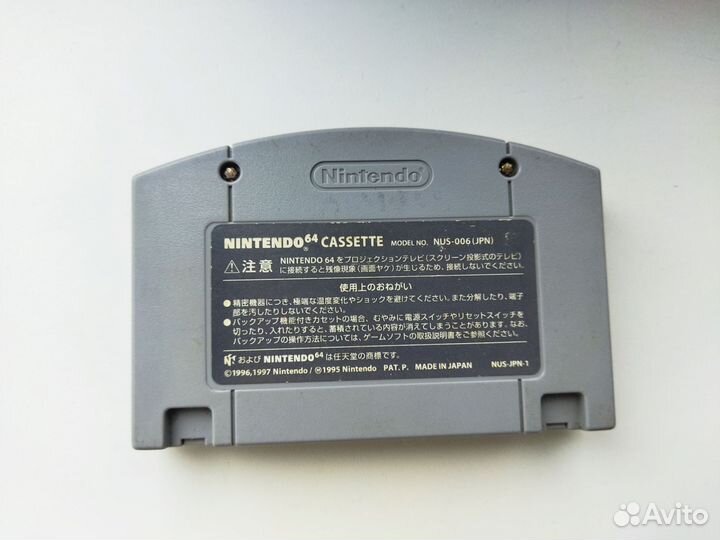 Nintendo
NINTENDO64 CASSETTE MODEL NO. NUS-006(JPN)
⚠注意 NINTENDO 64 をプロジェクションテレビ(スクリーン投影式のテレビ)
に接続すると残像現象(画面ヤケ)が生じるため、接続しないでください。
使用上のおねがい
●精密機器につき、極端な温度変化やショックを避けてください。また分解したり、端子
部を汚したりしないでください。
●バックアップ機能付きカセットの場合、むやみに電源スイッチやリセットスイッチを
切ったり、入れたりすると、蓄積されている内容が消えてしまうことがあります。なお、
バックアップの操作方法については、ゲームソフトの取扱説明書をご参照ください。
および NINTENDO64 は任天堂の商標です。
©1996,1997 Nintendo / Ⓜ1995 Nintendo PAT. P. MADE IN JAPAN NUS-JPN-1
Avito